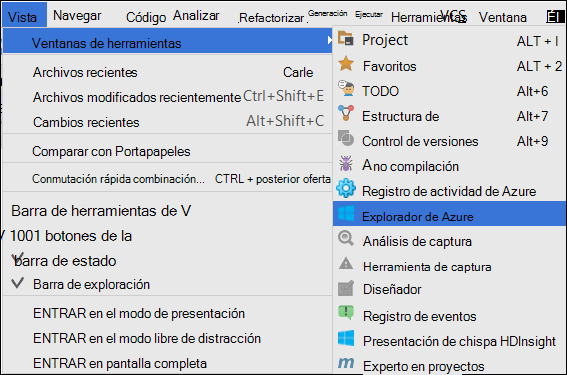 Vista Navegar Código Analizar Refactorizar Generación Ejecutar Herramientas VCS Ventana El
Ventanas de herramientas
Archivos recientes Carle
Archivos modificados recientemente Ctrl+Shift+E
Cambios recientes Alt+Shift+C
Comparar con Portapapeles
Conmutación rápida combinación... CTRL + posterior oferta
Barra de herramientas de V
1001 botones de la
barra de estado
Barra de exploración
ENTRAR en el modo de presentación
ENTRAR en el modo libre de distracción
ENTRAR en pantalla completa
Project ALT + I
Favoritos ALT + 2
TODO Alt+6
Estructura de Alt+7
Control de versiones Alt+9
Ano compilación
Registro de actividad de Azure
Explorador de Azure
Análisis de captura
Herramienta de captura
Diseñador
Registro de eventos
Presentación de chispa HDInsight
Experto en proyectos